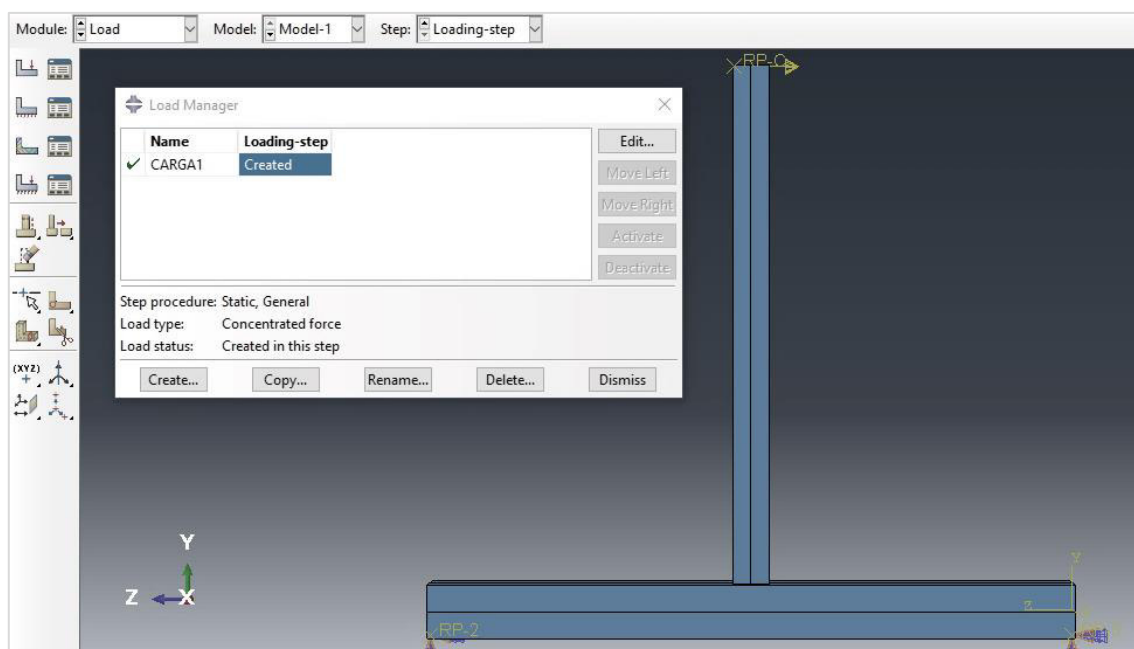 Module: Load Model: Model-1 Step: Loading-step
Load Manager
Name Loading-step
CARGA1 Created
Edit...
Move Left
Move Right
Activate
Deactivate
Step procedure: Static, General
Load type: Concentrated force
Load status: Created in this step
Create... Copy... Rename... Delete... Dismiss
(XYZ)
Y
Z X
Y
Z
RP-2